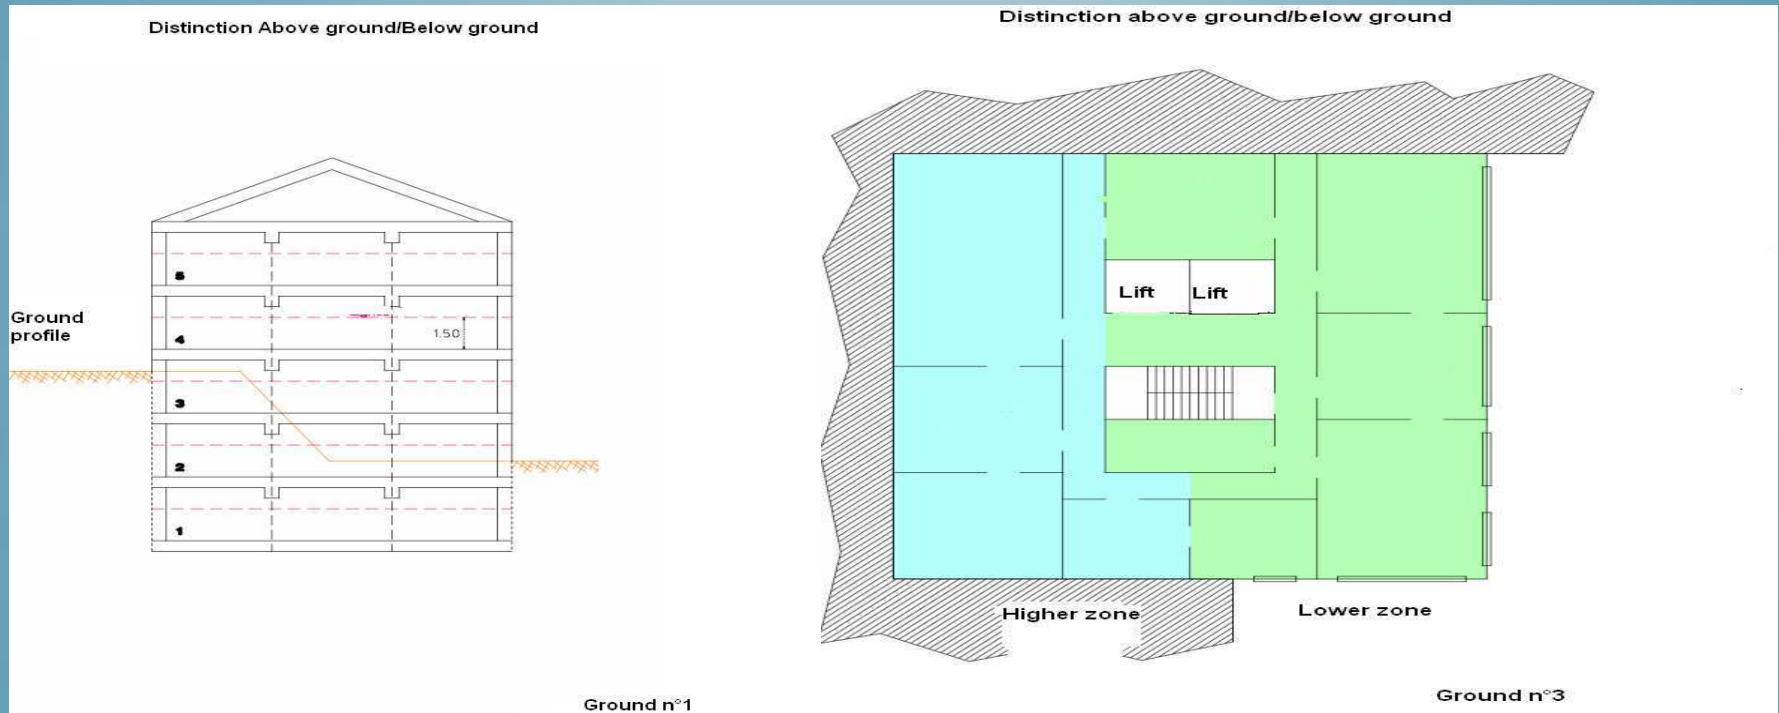 Distinction Above ground/Below ground
5
Ground
profile
4
1.50
3
2
1
Ground n°1
Distinction above ground/below ground
Lift
Lift
Higher zone
Lower zone
Ground n°3